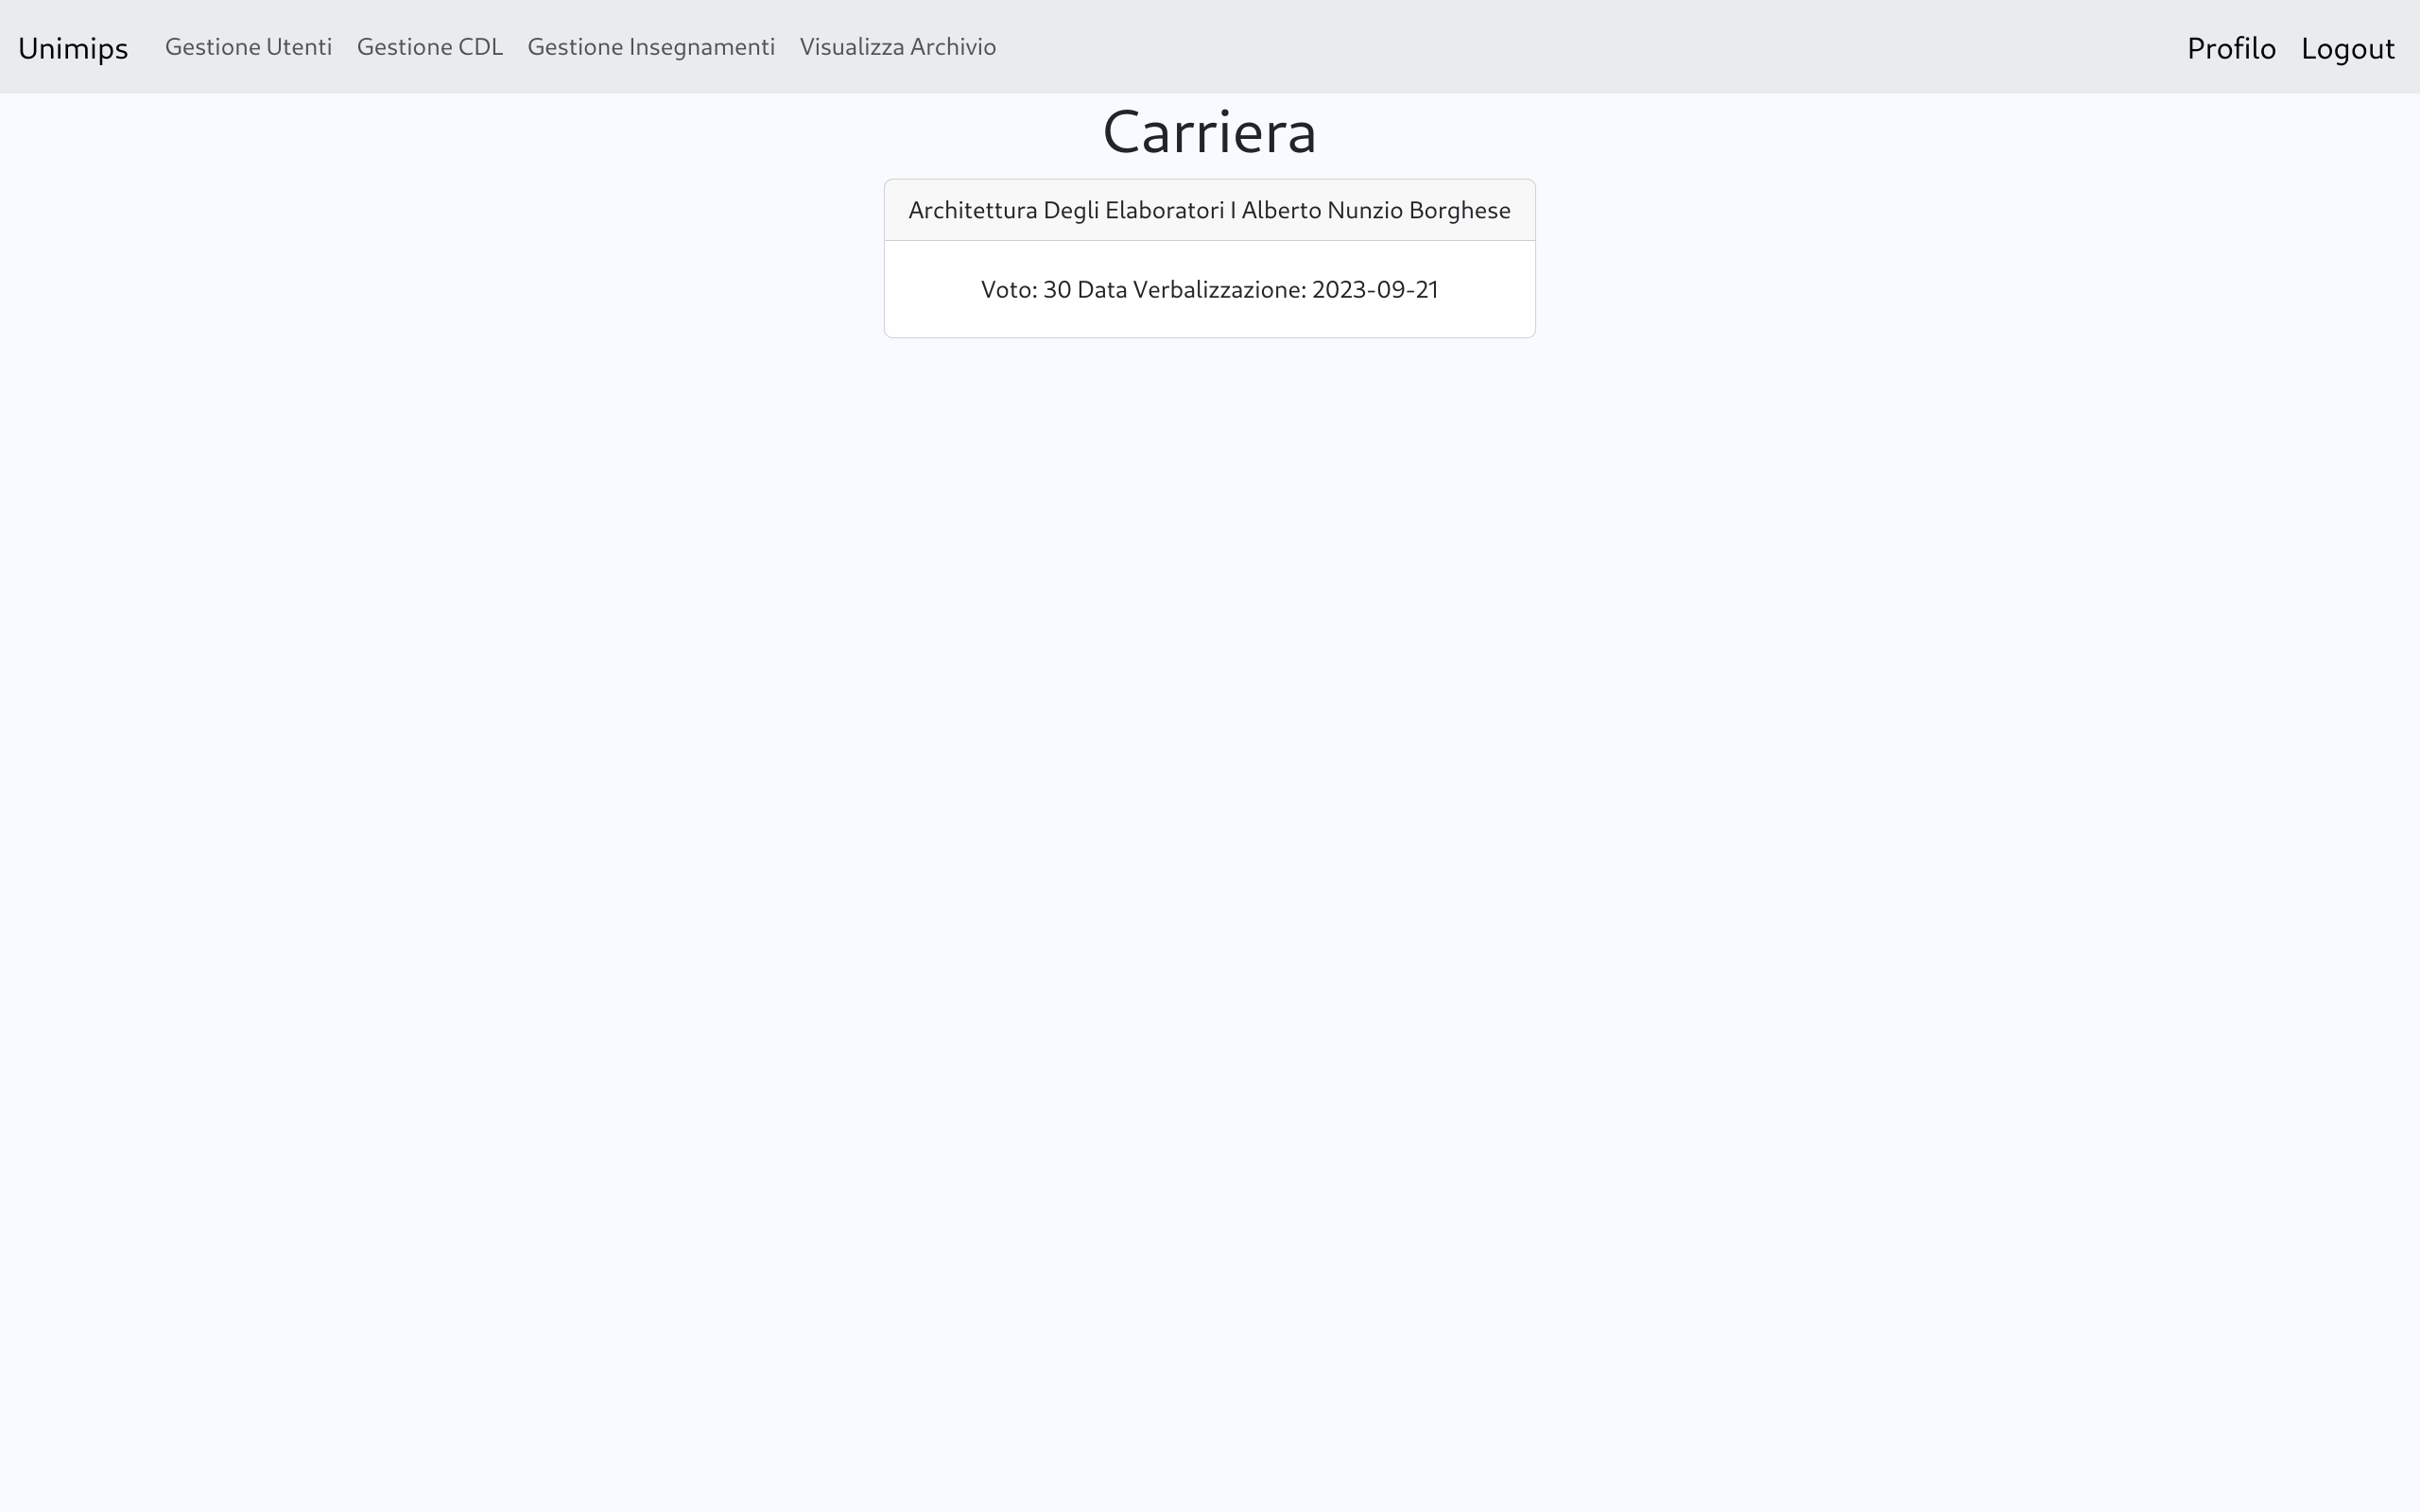 Unimips Gestione Utenti Gestione CDL Gestione Insegnamenti Visualizza Archivio Profilo Logout
Carriera
Architettura Degli Elaboratori I Alberto Nunzio Borghese
Voto: 30 Data Verbalizzazione: 2023-09-21